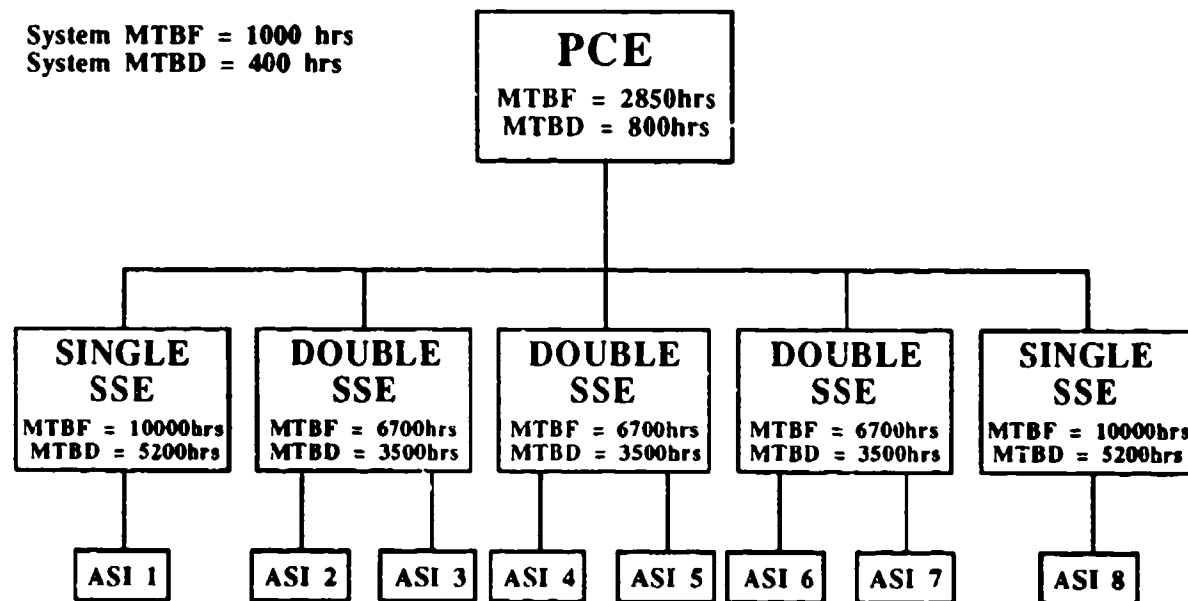 System MTBF = 1000 hrs
System MTBD = 400 hrs
PCE
MTBF = 2850hrs
MTBD = 800hrs
SINGLE
SSE
MTBF = 10000hrs
MTBD = 5200hrs
DOUBLE
SSE
MTBF = 6700hrs
MTBD = 3500hrs
DOUBLE
SSE
MTBF = 6700hrs
MTBD = 3500hrs
DOUBLE
SSE
MTBF = 6700hrs
MTBD = 3500hrs
SINGLE
SSE
MTBF = 10000hrs
MTBD = 5200hrs
ASI 1
ASI 2
ASI 3
ASI 4
ASI 5
ASI 6
ASI 7
ASI 8